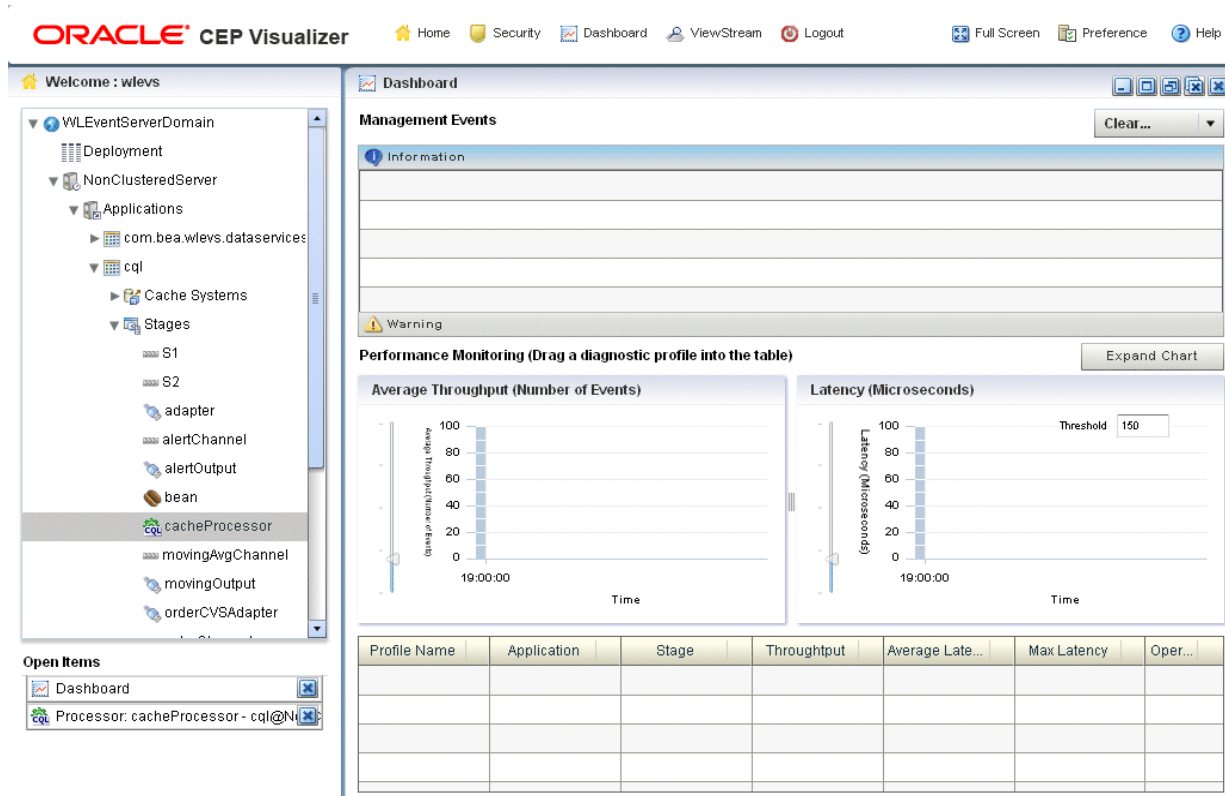 ORACLE CEP Visualizer Home Security Dashboard ViewStream Logout Full Screen Preference Help
Welcome : wlevs
WLEventServerDomain
Deployment
NonClusteredServer
Applications
com.bea.wlevs.dataservices
cql
Cache Systems
Stages
S1
S2
adapter
alertChannel
alertOutput
bean
cacheProcessor
movingAvgChannel
movingOutput
orderCVSAdapter
Open Items
Dashboard
Processor: cacheProcessor - cql@N
Dashboard
Management Events Clear...
Information
Warning
Performance Monitoring (Drag a diagnostic profile into the table) Expand Chart
Average Throughput (Number of Events)
Average Throughput (Number of Events)
100
80
60
40
20
0
19:00:00
Time
Latency (Microseconds)
Threshold 150
Latency (Microseconds)
100
80
60
40
20
0
19:00:00
Time
Profile Name Application Stage Throughtput Average Late... Max Latency Oper...